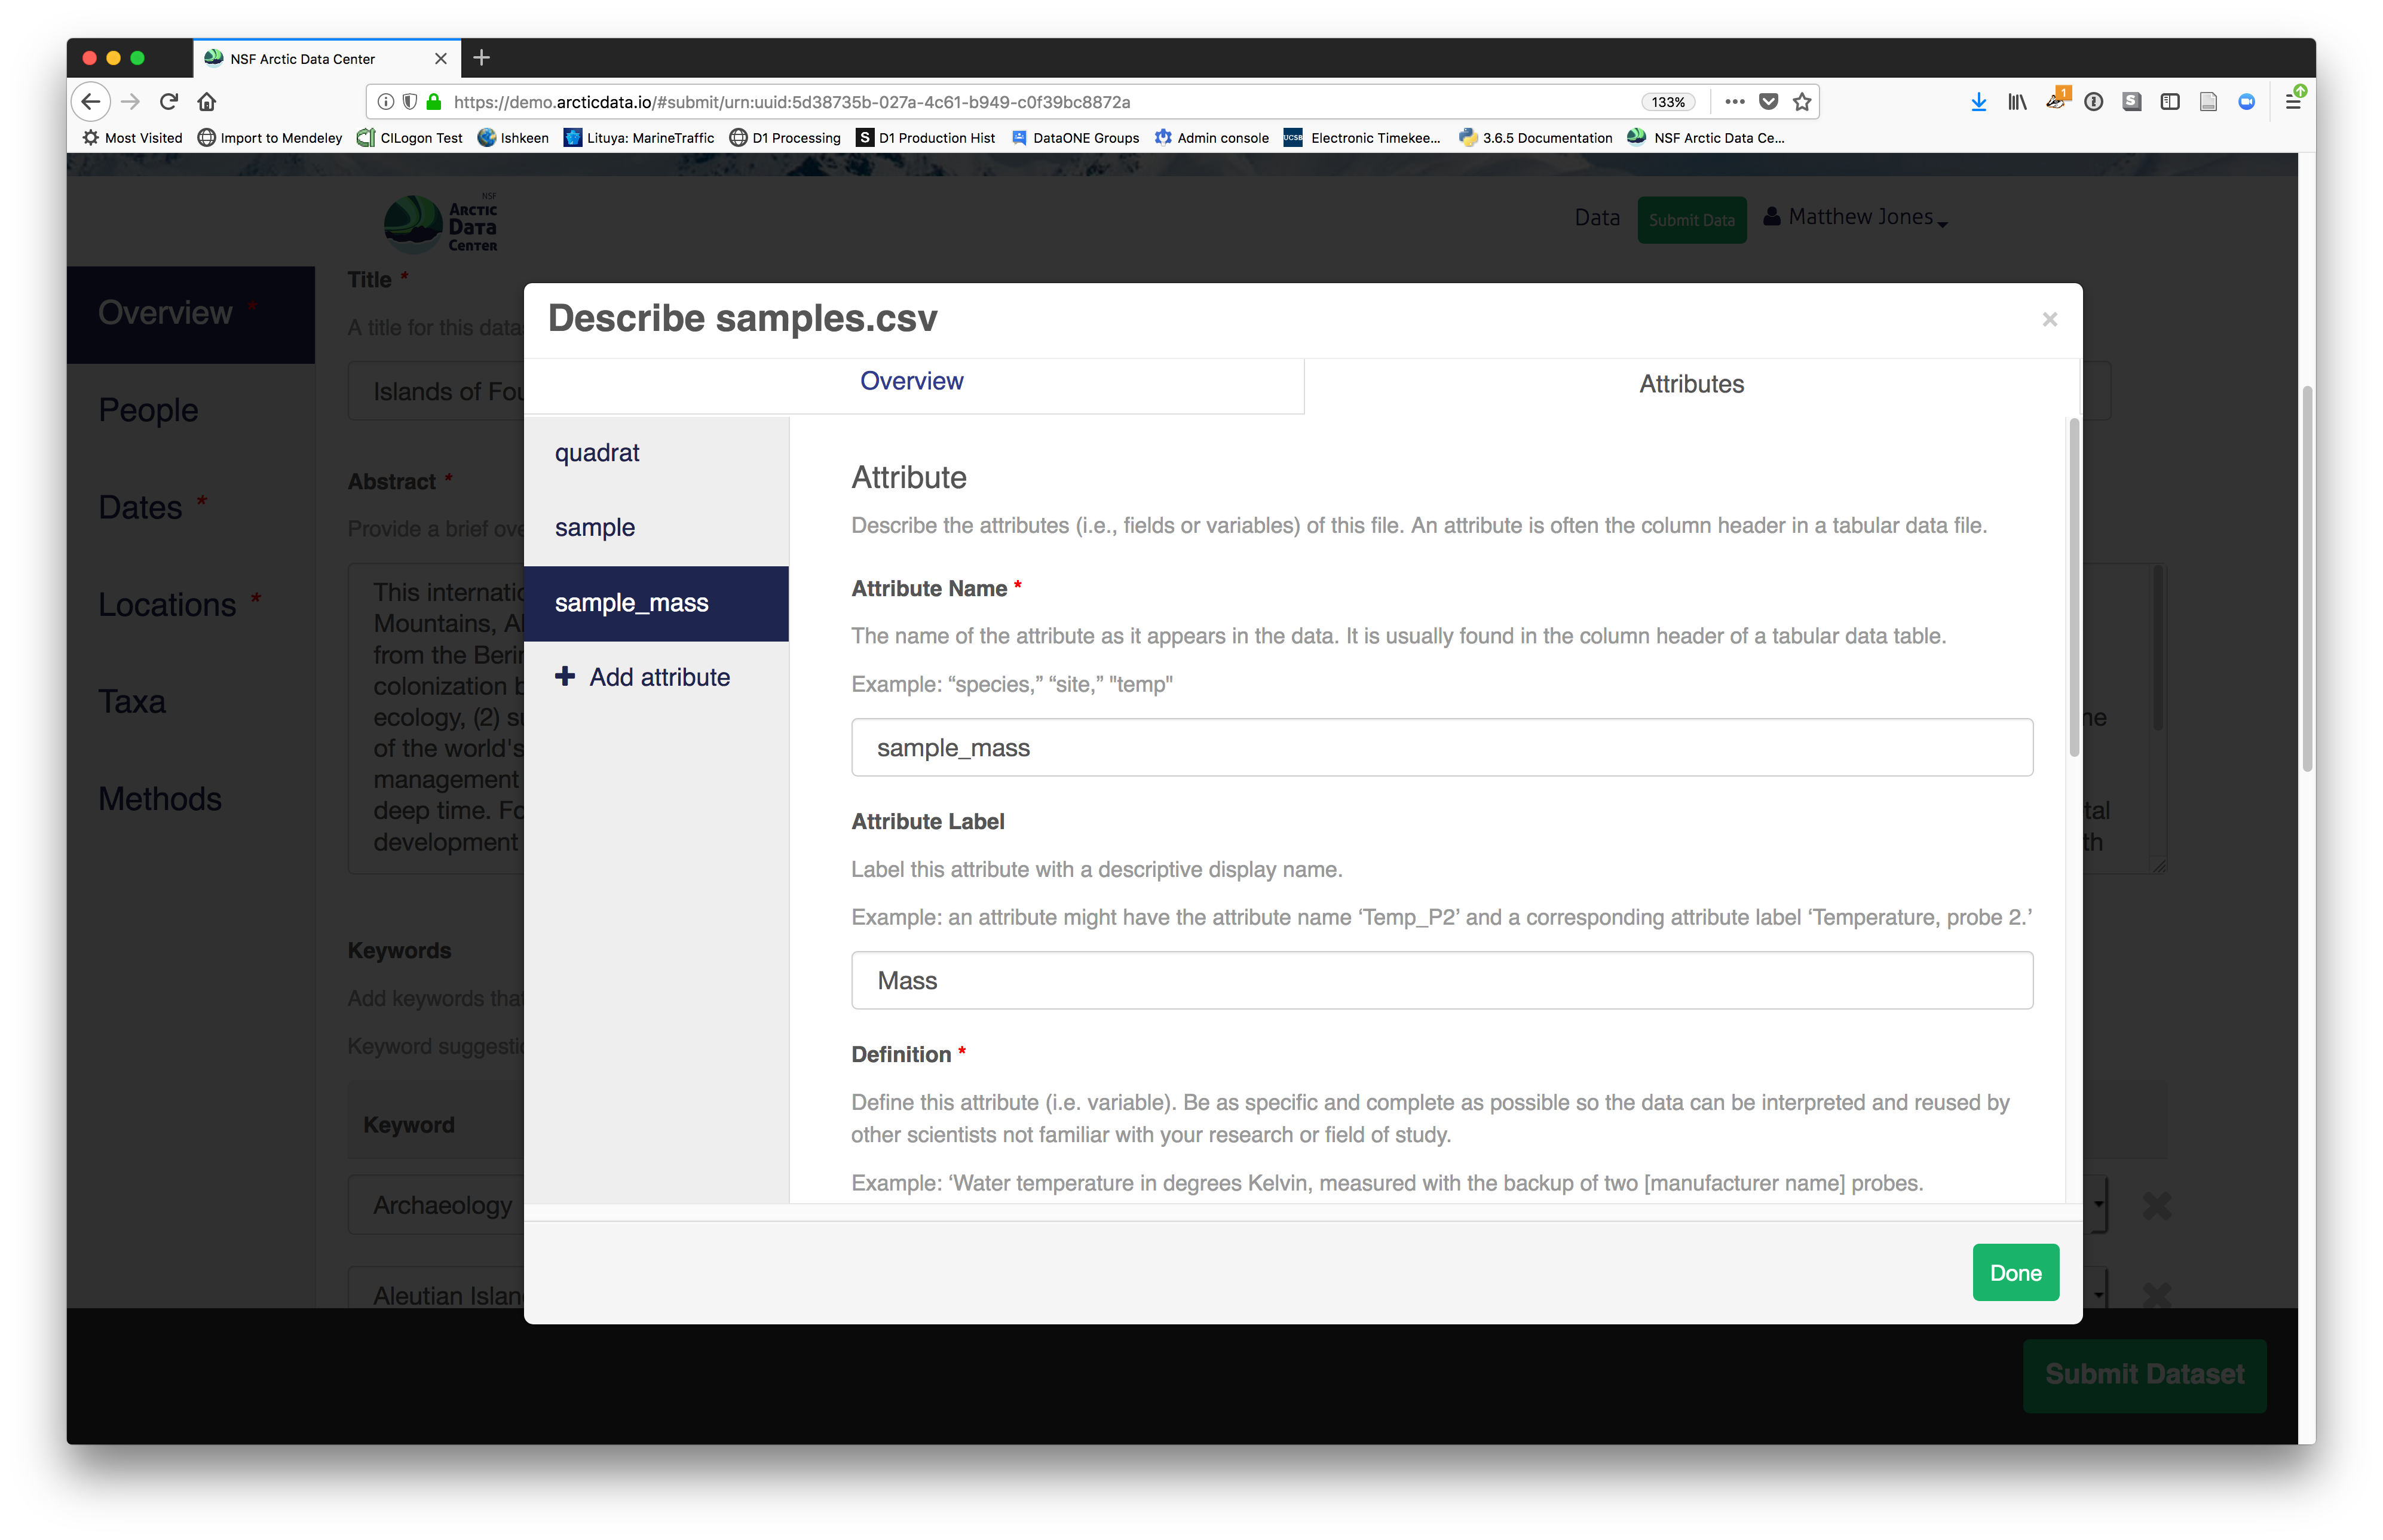 NSF Arctic Data Center
https://demo.arcticdata.io/#submit/urn:uuid:5d38735b-027a-4c61-b949-c0f39bc8872a
133%
1
Most Visited
Import to Mendeley
CILogon Test
Ishkeen
Lituya: MarineTraffic
D1 Processing
S
D1 Production Hist
DataONE Groups
Admin console
UCSB
Electronic Timekee...
3.6.5 Documentation
NSF Arctic Data Ce...
NSF
ARCTIC
DATA
CENTER
Data
Submit Data
Matthew Jones
Overview *
People
Dates *
Locations *
Taxa
Methods
Title *
A title for this data
Islands of Fou
Abstract *
Provide a brief ove
This internatio
Mountains, Al
from the Berin
colonization b
ecology, (2) su
of the world's
management
deep time. Fo
development
he
tal
th
Keywords
Add keywords that
Keyword suggestio
Keyword
Archaeology
Aleutian Islan
Describe samples.csv
×
Overview
Attributes
quadrat
sample
sample_mass
+ Add attribute
Attribute
Describe the attributes (i.e., fields or variables) of this file. An attribute is often the column header in a tabular data file.
Attribute Name *
The name of the attribute as it appears in the data. It is usually found in the column header of a tabular data table.
Example: “species,” “site,” "temp"
sample_mass
Attribute Label
Label this attribute with a descriptive display name.
Example: an attribute might have the attribute name ‘Temp_P2’ and a corresponding attribute label ‘Temperature, probe 2.’
Mass
Definition *
Define this attribute (i.e. variable). Be as specific and complete as possible so the data can be interpreted and reused by
other scientists not familiar with your research or field of study.
Example: ‘Water temperature in degrees Kelvin, measured with the backup of two [manufacturer name] probes.
Done
Submit Dataset